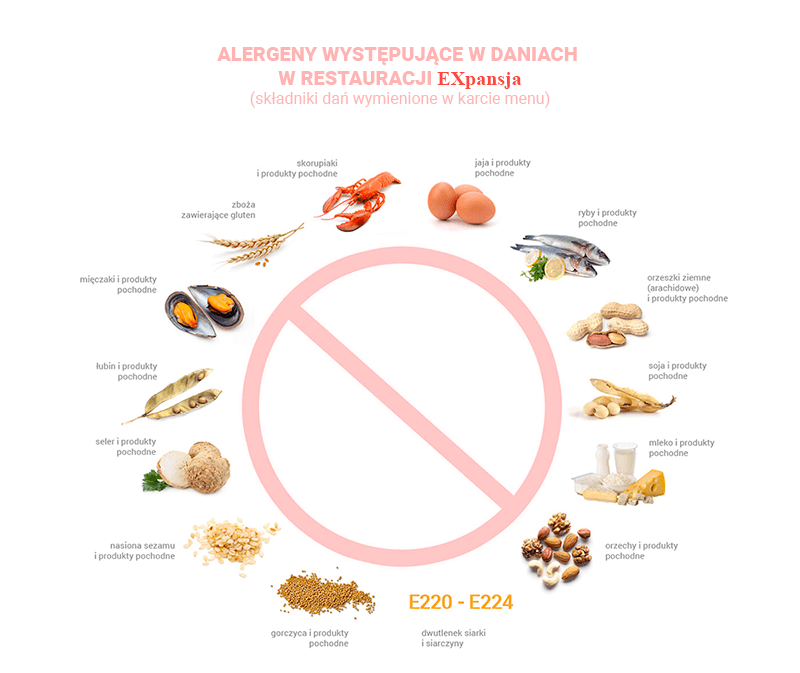 ALERGENY WYSTĘPUJĄCE W DANIACH
W RESTAURACJI EXpansja
(składniki dań wymienione w karcie menu)
skorupiaki
i produkty pochodne
jaja i produkty
pochodne
zboża
zawierające gluten
ryby i produkty
pochodne
mięczaki i produkty
pochodne
orzeszki ziemne
(arachidowe)
i produkty pochodne
łubin i produkty
pochodne
soja i produkty
pochodne
seler i produkty
pochodne
mleko i produkty
pochodne
nasiona sezamu
i produkty pochodne
orzechy i produkty
pochodne
gorczyca i produkty
pochodne
E220 - E224
dwutlenek siarki
i siarczyny